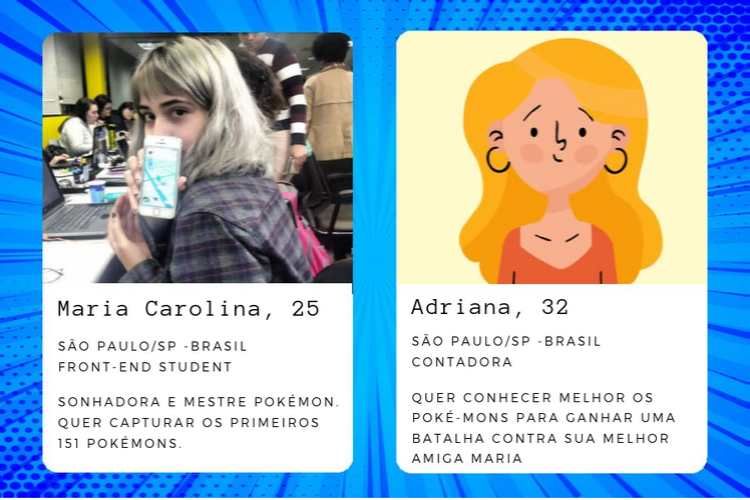 Maria Carolina, 25
SÃO PAULO/SP -BRASIL
FRONT-END STUDENT
SONHADORA E MESTRE POKÉMON.
QUER CAPTURAR OS PRIMEIROS
151 POKÉMONS.
Adriana, 32
SÃO PAULO/SP -BRASIL
CONTADORA
QUER CONHECER MELHOR OS
POKÉ-MONS PARA GANHAR UMA
BATALHA CONTRA SUA MELHOR
AMIGA MARIA